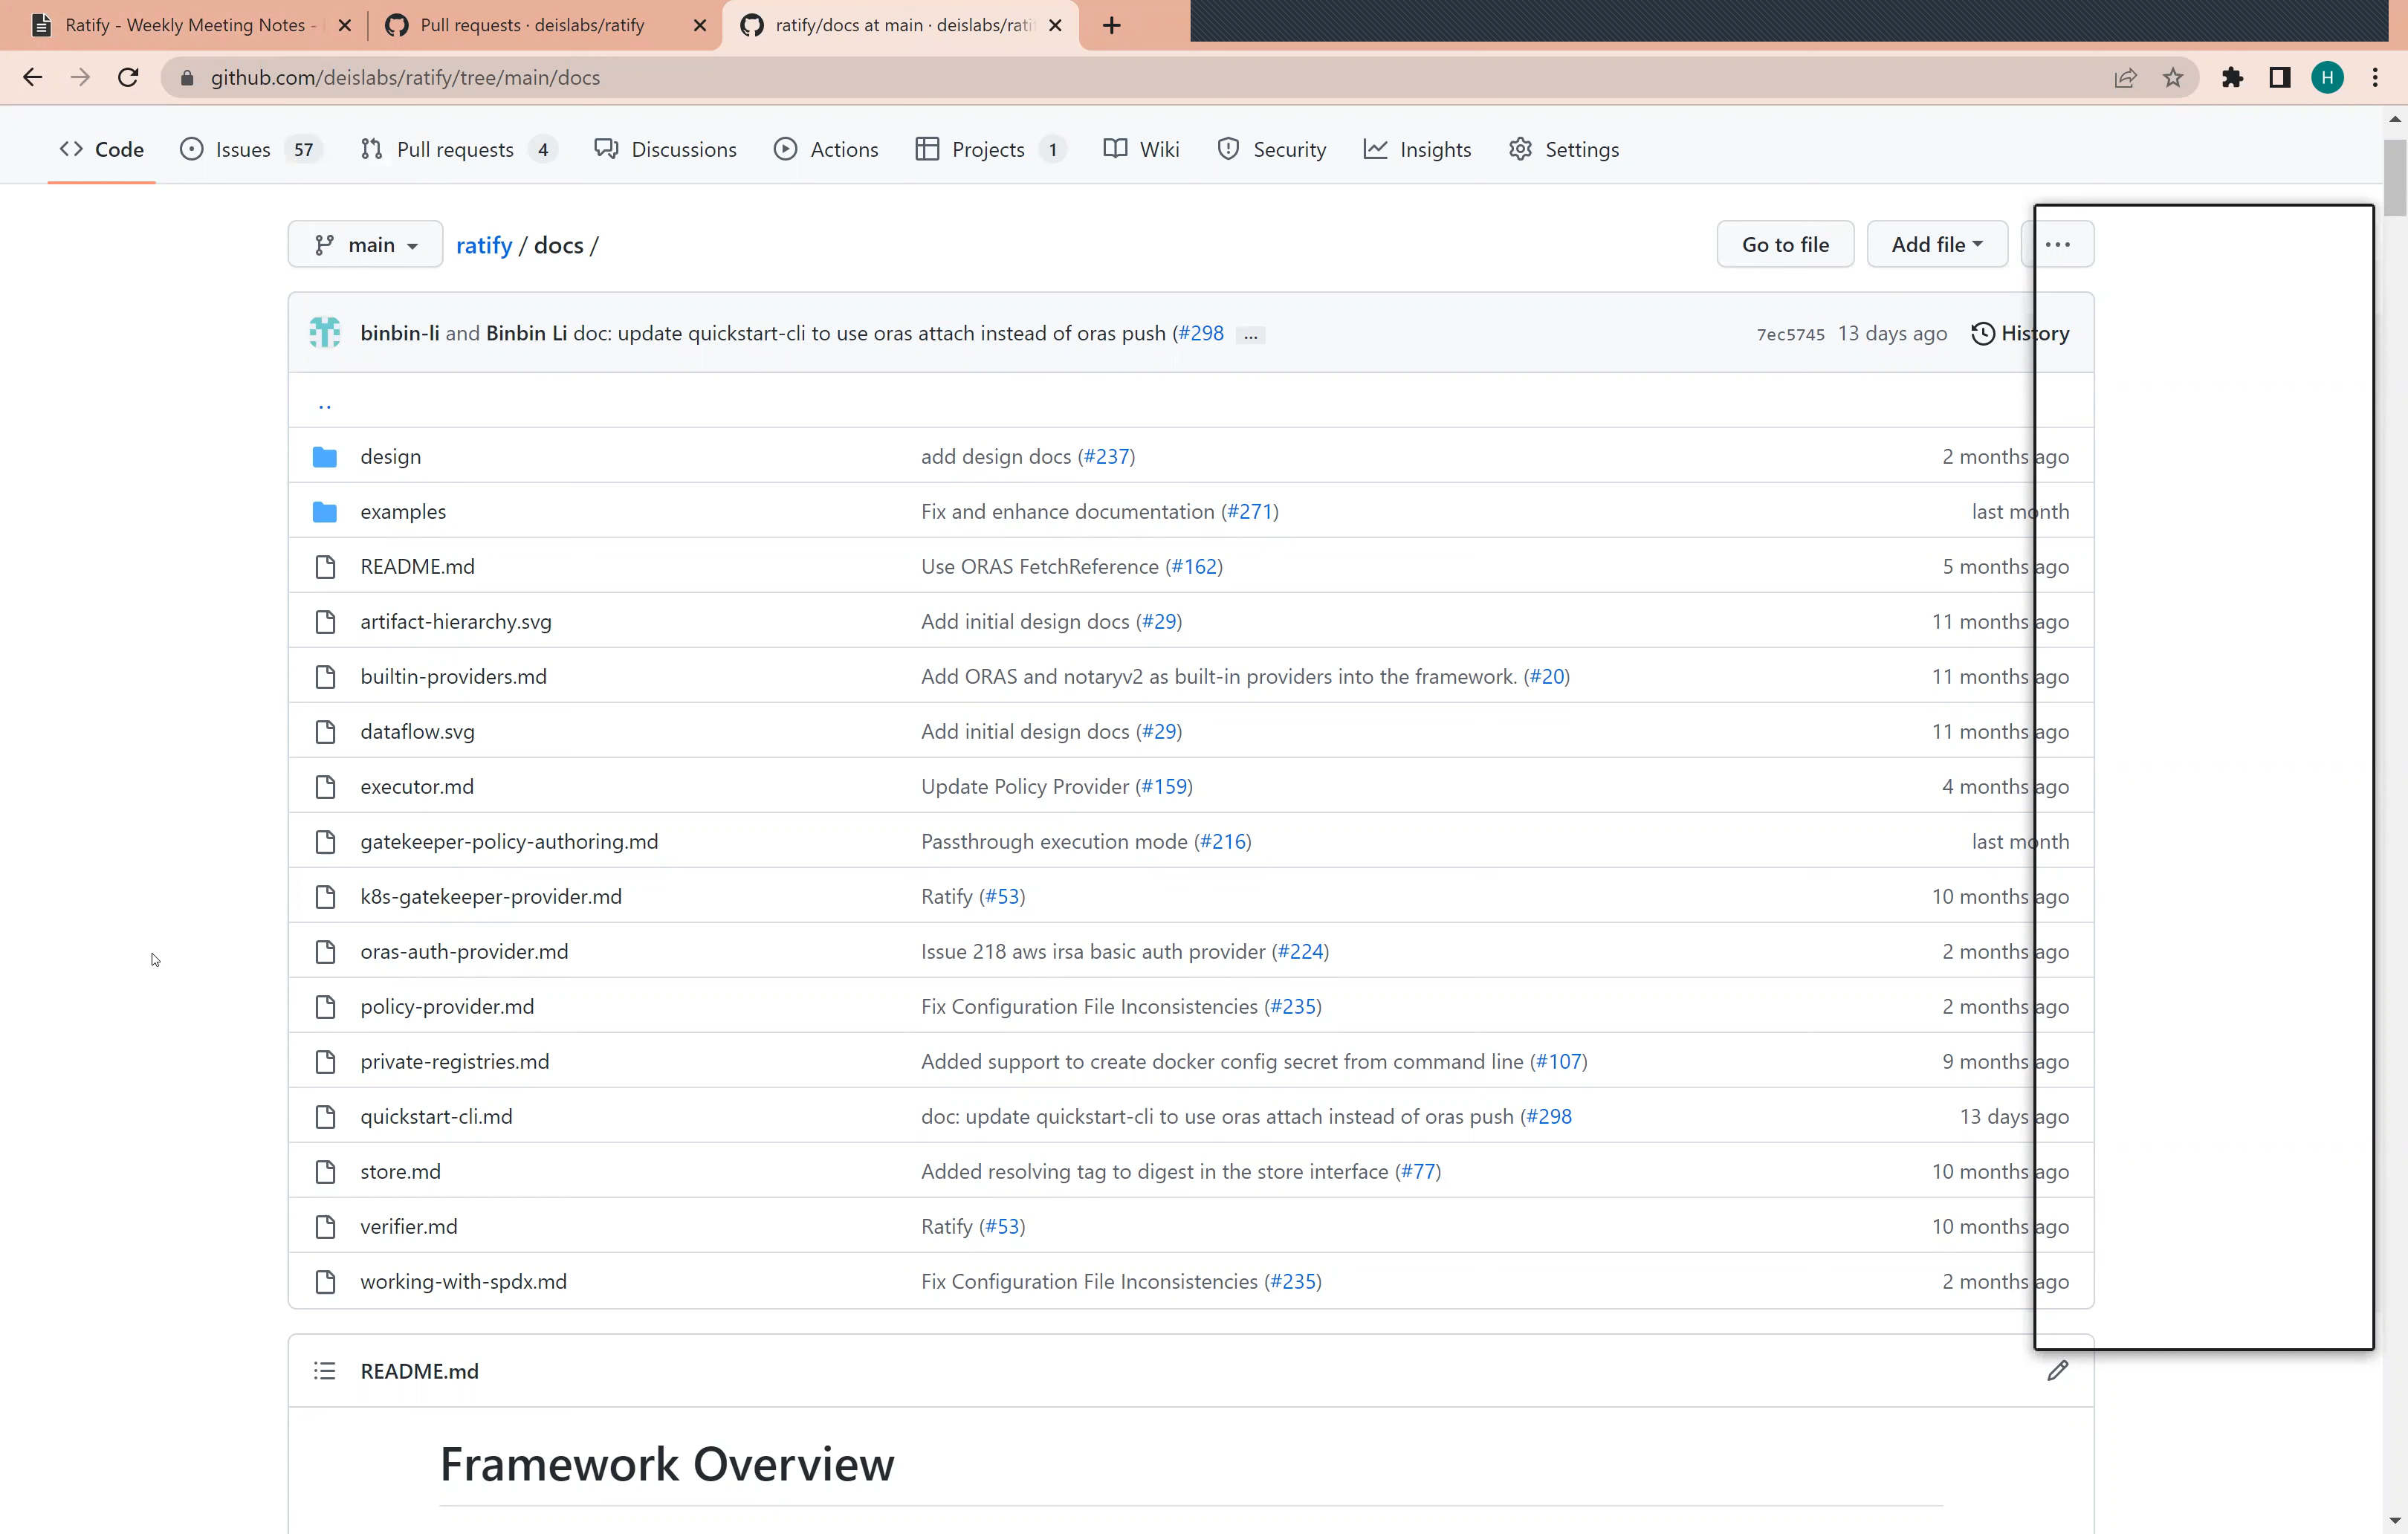 Ratify - Weekly Meeting Notes -
Pull requests · deislabs/ratify
ratify/docs at main · deislabs/rati
github.com/deislabs/ratify/tree/main/docs
H
Code
Issues 57
Pull requests 4
Discussions
Actions
Projects 1
Wiki
Security
Insights
Settings
main
ratify / docs /
Go to file
Add file
...
binbin-li and Binbin Li doc: update quickstart-cli to use oras attach instead of oras push (#298 ...
7ec5745 13 days ago
History
..
design add design docs (#237) 2 months ago
examples Fix and enhance documentation (#271) last month
README.md Use ORAS FetchReference (#162) 5 months ago
artifact-hierarchy.svg Add initial design docs (#29) 11 months ago
builtin-providers.md Add ORAS and notaryv2 as built-in providers into the framework. (#20) 11 months ago
dataflow.svg Add initial design docs (#29) 11 months ago
executor.md Update Policy Provider (#159) 4 months ago
gatekeeper-policy-authoring.md Passthrough execution mode (#216) last month
k8s-gatekeeper-provider.md Ratify (#53) 10 months ago
oras-auth-provider.md Issue 218 aws irsa basic auth provider (#224) 2 months ago
policy-provider.md Fix Configuration File Inconsistencies (#235) 2 months ago
private-registries.md Added support to create docker config secret from command line (#107) 9 months ago
quickstart-cli.md doc: update quickstart-cli to use oras attach instead of oras push (#298 13 days ago
store.md Added resolving tag to digest in the store interface (#77) 10 months ago
verifier.md Ratify (#53) 10 months ago
working-with-spdx.md Fix Configuration File Inconsistencies (#235) 2 months ago
README.md
Framework Overview